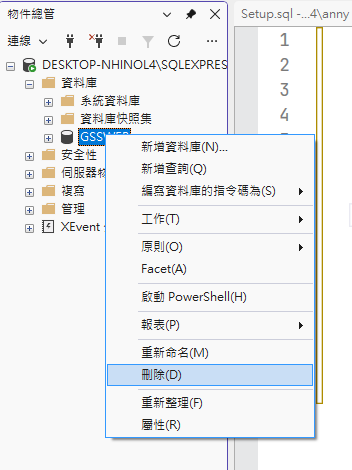 物件總管
Setup.sql -...4\anny
連線
1
2
3
4
DESKTOP-NHINOL4\SQLEXPRES
資料庫
系統資料庫
資料庫快照集
安全性
伺服器物
複寫
管理
XEvent
新增資料庫(N)...
新增查詢(Q)
編寫資料庫的指令碼為(S)
工作(T)
原則(O)
Facet(A)
啟動 PowerShell(H)
報表(P)
重新命名(M)
刪除(D)
重新整理(F)
屬性(R)